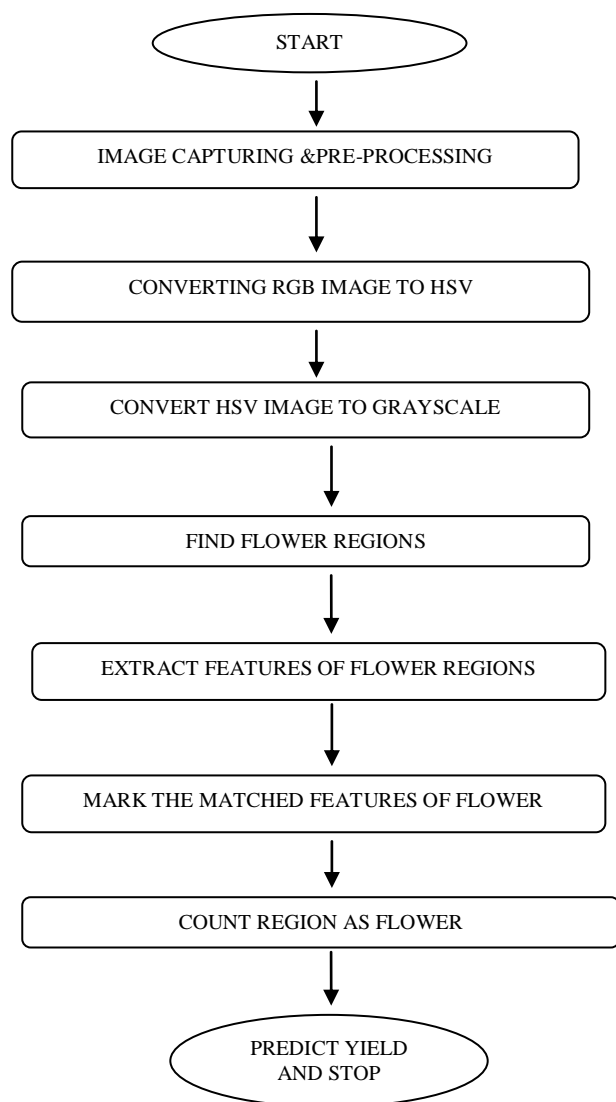 START
IMAGE CAPTURING &PRE-PROCESSING
CONVERTING RGB IMAGE TO HSV
CONVERT HSV IMAGE TO GRAYSCALE
FIND FLOWER REGIONS
EXTRACT FEATURES OF FLOWER REGIONS
MARK THE MATCHED FEATURES OF FLOWER
COUNT REGION AS FLOWER
PREDICT YIELD
AND STOP